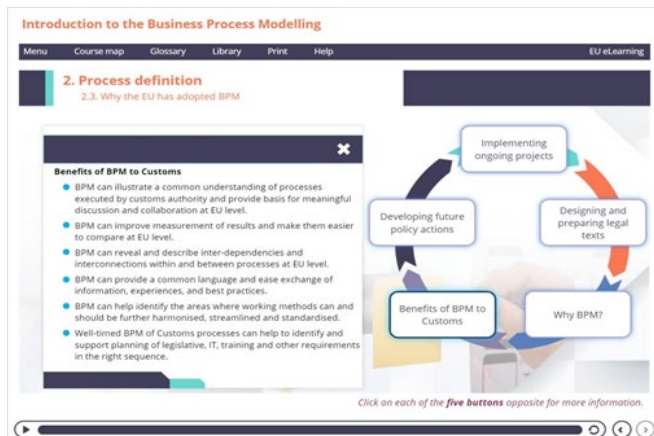 Introduction to the Business Process Modelling
Menu Course map Glossary Library Print Help EU eLearning
2. Process definition
2.3. Why the EU has adopted BPM
Benefits of BPM to Customs
BPM can illustrate a common understanding of processes
executed by customs authority and provide basis for meaningful
discussion and collaboration at EU level.
BPM can improve measurement of results and make them easier
to compare at EU level.
BPM can reveal and describe inter-dependencies and
interconnections within and between processes at EU level.
BPM can provide a common language and ease exchange of
information, experiences, and best practices.
BPM can help identify the areas where working methods can and
should be further harmonised, streamlined and standardised.
Well-timed BPM of Customs processes can help to identify and
support planning of legislative, IT, training and other requirements
in the right sequence.
Implementing
ongoing projects
Designing and
preparing legal
texts
Why BPM?
Benefits of BPM to
Customs
Developing future
policy actions
Click on each of the five buttons opposite for more information.